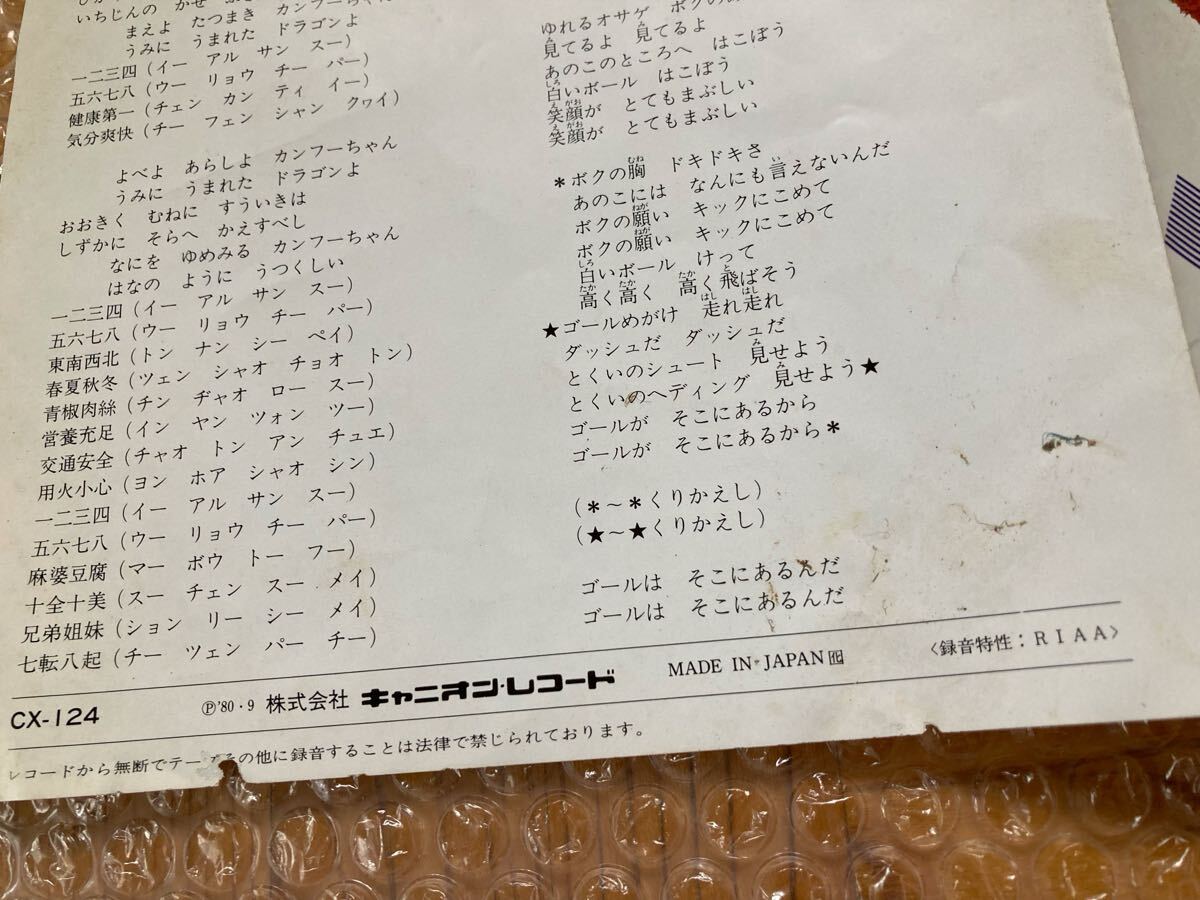 いちじんの かぜ
まえよ たつまき カンフーちゃん
うみに うまれた ドラゴンよ
一二三四(イー アル サン スー)
五六七八(ウー リョウ チー パー)
健康第一(チェン カン ティ イー)
気分爽快(チー フェン シャン クヮイ)
よべよ あらしよ カンフーちゃん
うみに うまれた ドラゴンよ
おおきく むねに すういきは
しずかに そらへ かえすべし
なにを ゆめみる カンフーちゃん
はなの ように うつくしい
一二三四(イー アル サン スー)
五六七八(ウー リョウ チー パー)
東南西北(トン ナン シー ペイ)
春夏秋冬(ツェン シャオ チョオ トン)
青椒肉絲(チン ヂャオ ロー スー)
営養充足(イン ヤン ツォン ツー)
交通安全(チャオ トン アン チュエ)
用火小心(ヨン ホア シャオ シン)
一二三四(イー アル サン スー)
五六七八(ウー リョウ チー パー)
麻婆豆腐(マー ボウ トー フー)
十全十美(スー チェン スー メイ)
兄弟姐妹(ション リー シー メイ)
七転八起(チー ツェン パー チー)
ゆれるオサゲ ボクの
見てるよ 見てるよ
あのこのところへ はこぼう
白いボール はこぼう
笑顔が とてもまぶしい
笑顔が とてもまぶしい
*ボクの胸 ドキドキさ
あのこには なんにも言えないんだ
ボクの願い キックにこめて
ボクの願い キックにこめて
白いボール けって
高く高く 高く飛ばそう
★ゴールめがけ 走れ走れ
ダッシュだ ダッシュだ
とくいのシュート 見せよう
とくいのヘディング 見せよう★
ゴールが そこにあるから
ゴールが そこにあるから*
(*~*くりかえし)
(★~★くりかえし)
ゴールは そこにあるんだ
ゴールは そこにあるんだ
CX-124 Ⓟ'80・9 株式会社 キャニオン・レコード MADE IN JAPAN 〈録音特性:RIAA〉
レコードから無断でテー その他に録音することは法律で禁じられております。